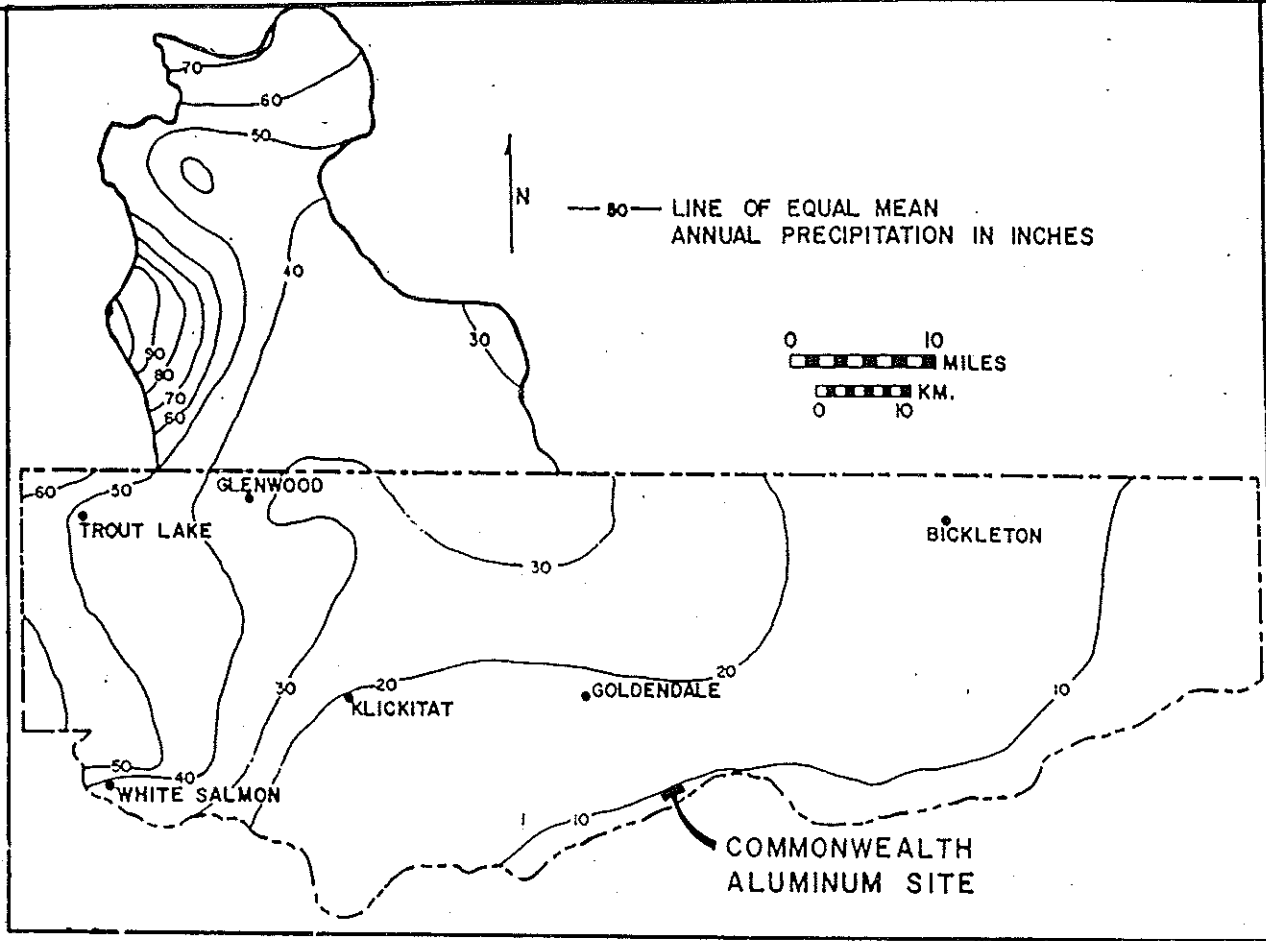 70
60
50
N
50 LINE OF EQUAL MEAN
ANNUAL PRECIPITATION IN INCHES
40
30
0 10
MILES
KM.
0 10
90
80
70
60
60
50
GLENWOOD
TROUT LAKE
BICKLETON
30
20
30
20
KLICKITAT
GOLDENDALE
10
50
40
WHITE SALMON
10
COMMONWEALTH
ALUMINUM SITE